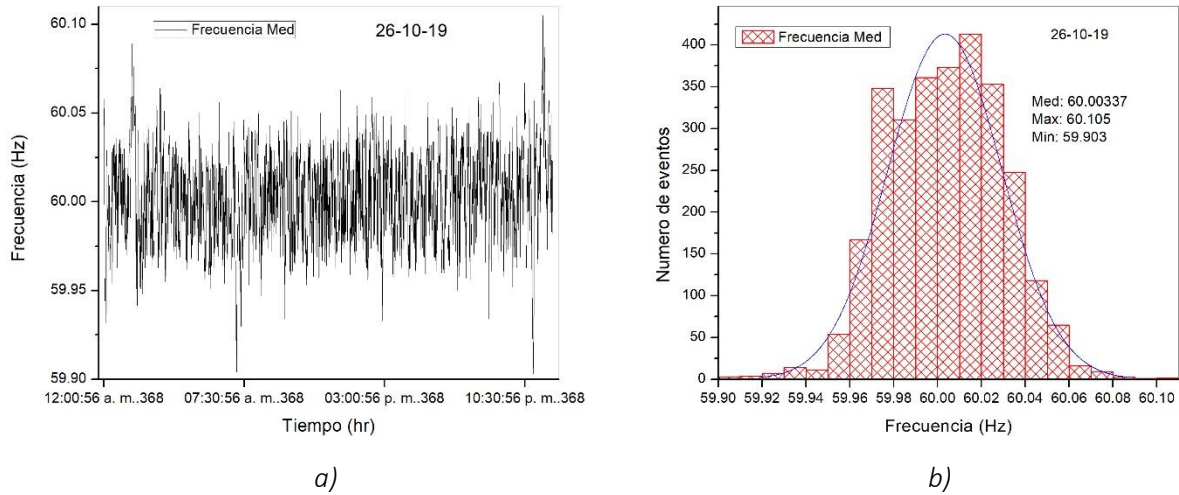 Frecuencia Med
26-10-19
Frecuencia (Hz)
60.10
60.05
60.00
59.95
59.90
12:00:56 a. m..368 07:30:56 a. m..368 03:00:56 p. m..368 10:30:56 p. m..368
Tiempo (hr)
a)
Frecuencia Med
26-10-19
Med: 60.00337
Max: 60.105
Min: 59.903
Numero de eventos
400
350
300
250
200
150
100
50
0
59.90 59.92 59.94 59.96 59.98 60.00 60.02 60.04 60.06 60.08 60.10
Frecuencia (Hz)
b)